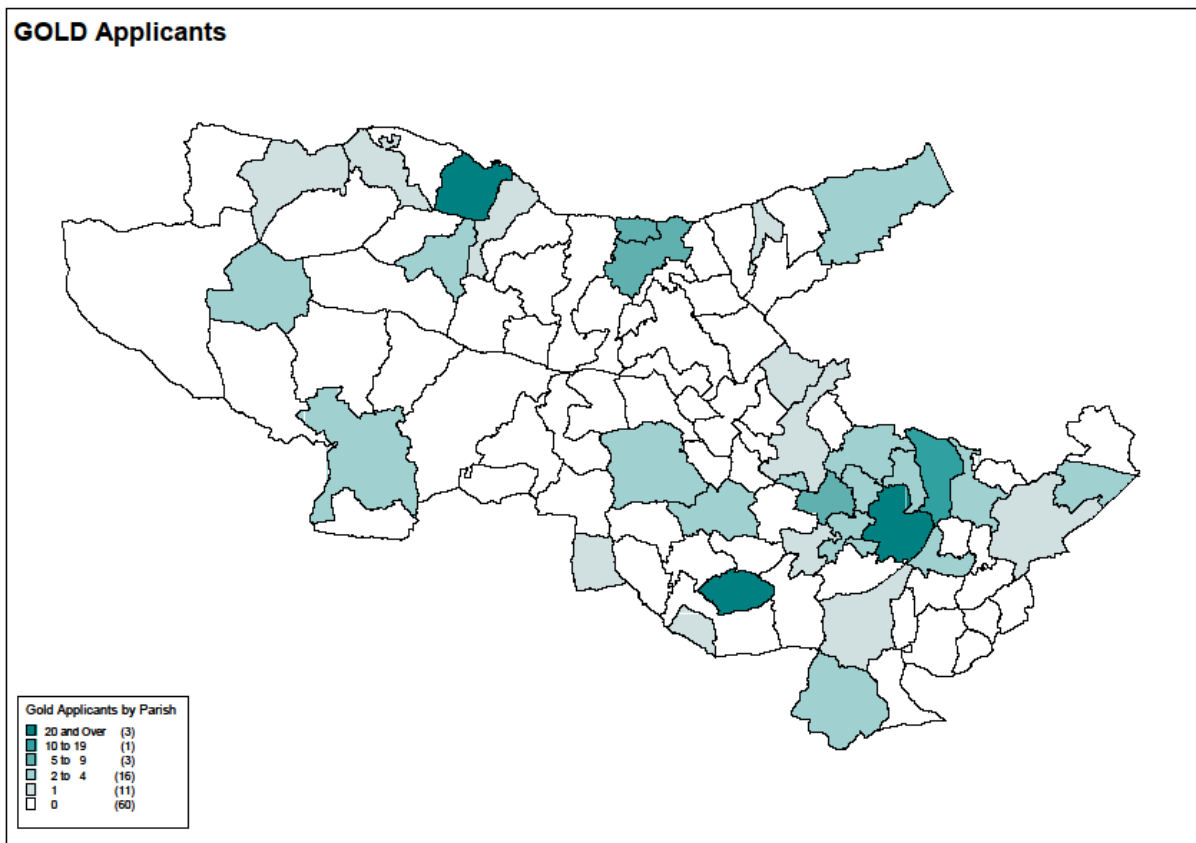 GOLD Applicants
Gold Applicants by Parish
20 and Over (3)
10 to 19 (1)
5 to 9 (3)
2 to 4 (16)
1 (11)
0 (60)